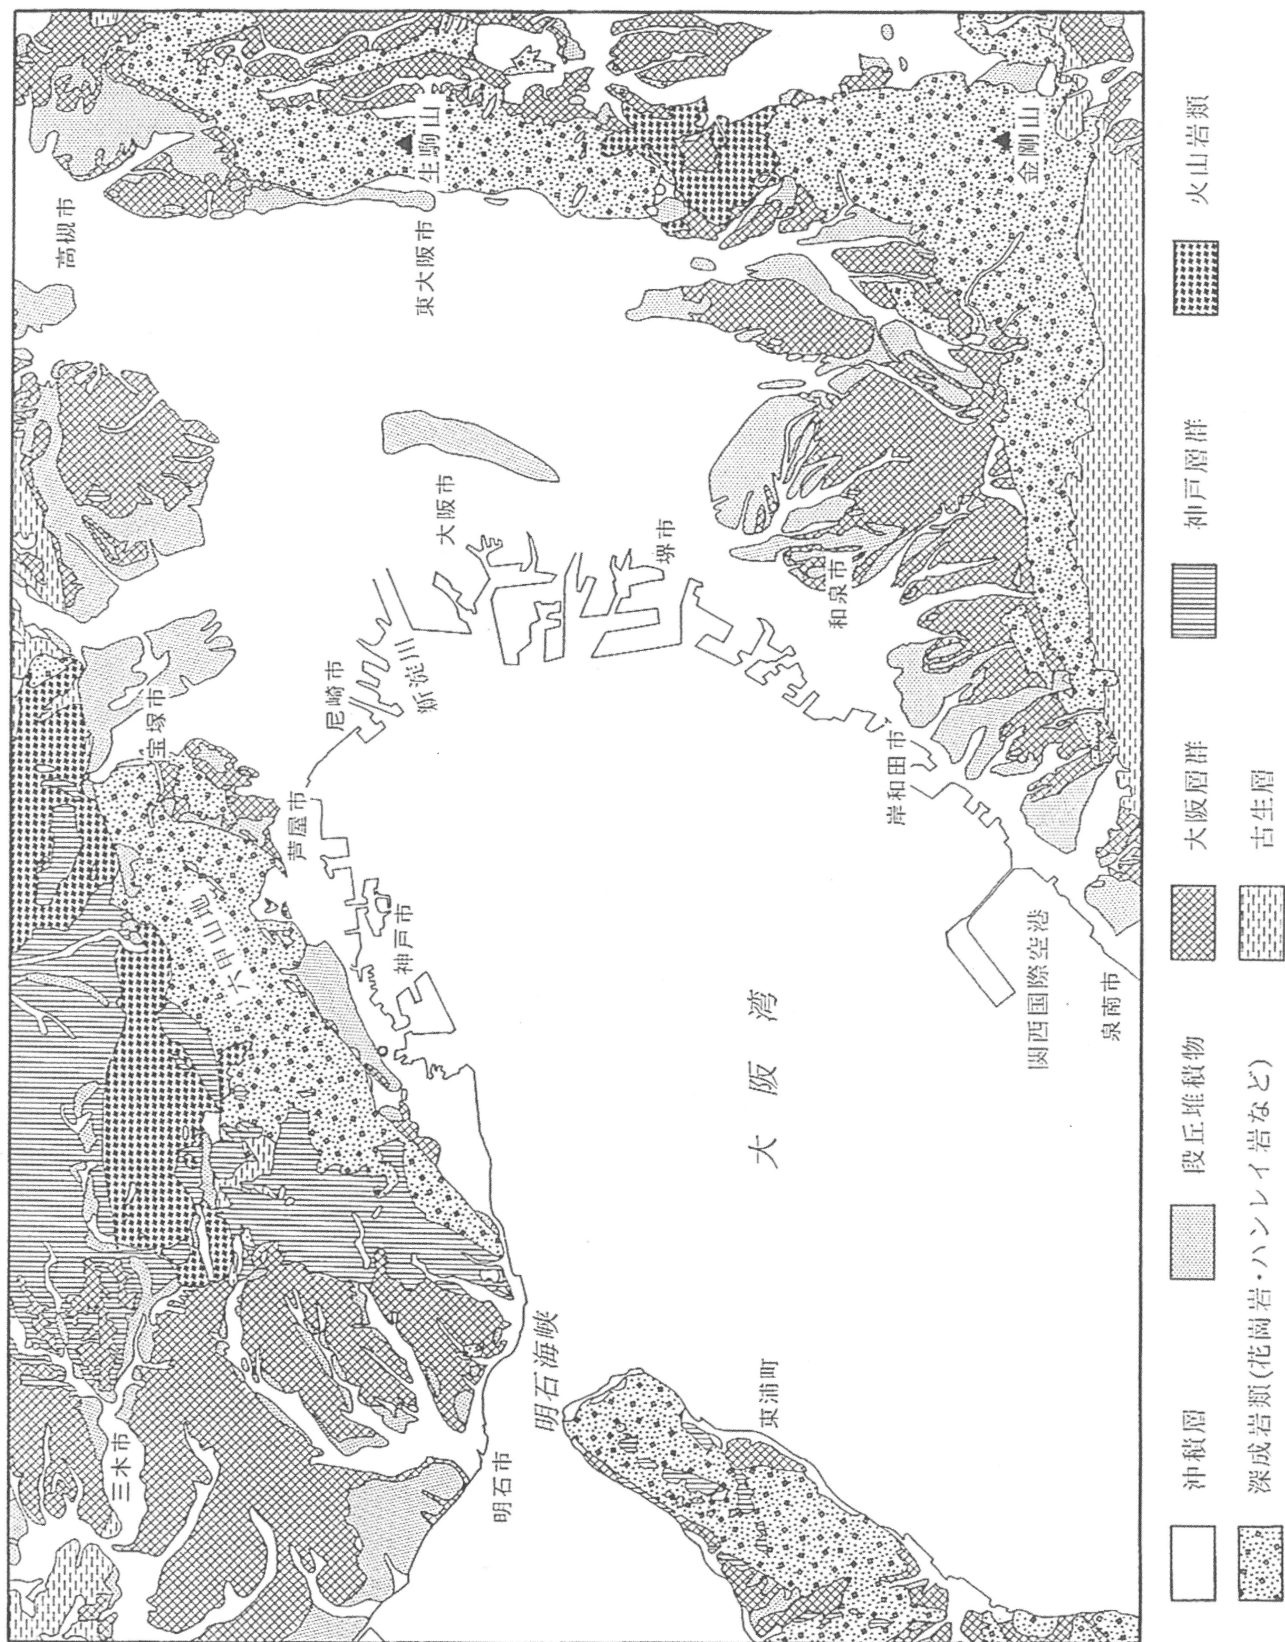 三木市
明石市
明石海峡
東浦町
六甲山地
宝塚市
芦屋市
神戸市
尼崎市
新淀川
大阪市
高槻市
東大阪市
生駒山
堺市
和泉市
岸和田市
金剛山
大阪湾
関西国際空港
泉南市
沖積層
段丘堆積物
大阪層群
神戸層群
火山岩類
深成岩類(花崗岩・ハンレイ岩など)
古生層